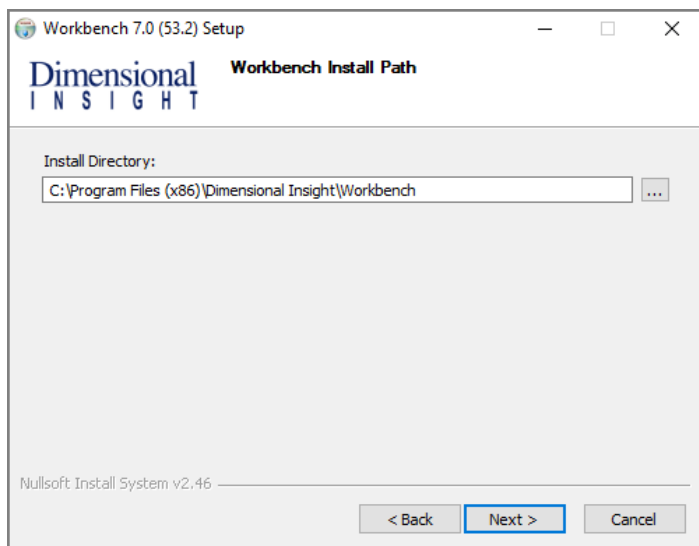 Workbench 7.0 (53.2) Setup
Dimensional
INSIGHT
Workbench Install Path
Install Directory:
C:\Program Files (x86)\Dimensional Insight\Workbench
...
Nullsoft Install System v2.46
< Back
Next >
Cancel